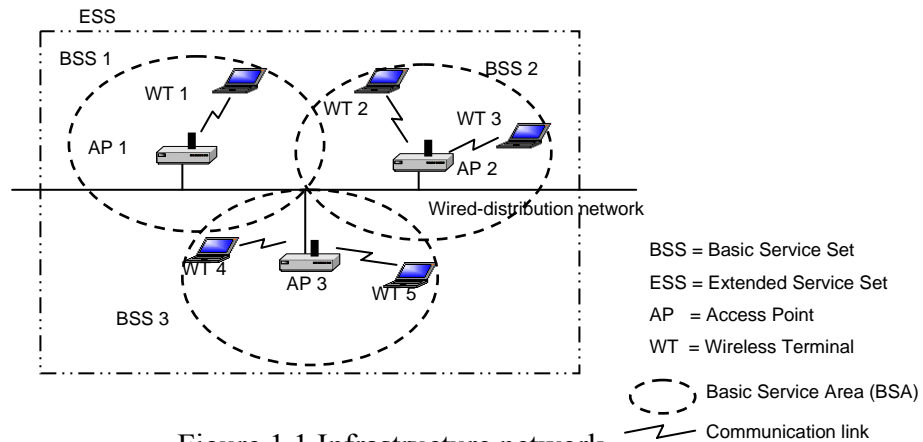 ESS
BSS 1
BSS 2
WT 1
WT 2
WT 3
AP 1
AP 2
Wired-distribution network
WT 4
AP 3
WT 5
BSS 3
BSS = Basic Service Set
ESS = Extended Service Set
AP = Access Point
WT = Wireless Terminal
Basic Service Area (BSA)
Communication link
Figure 1.1 Infrastructure network